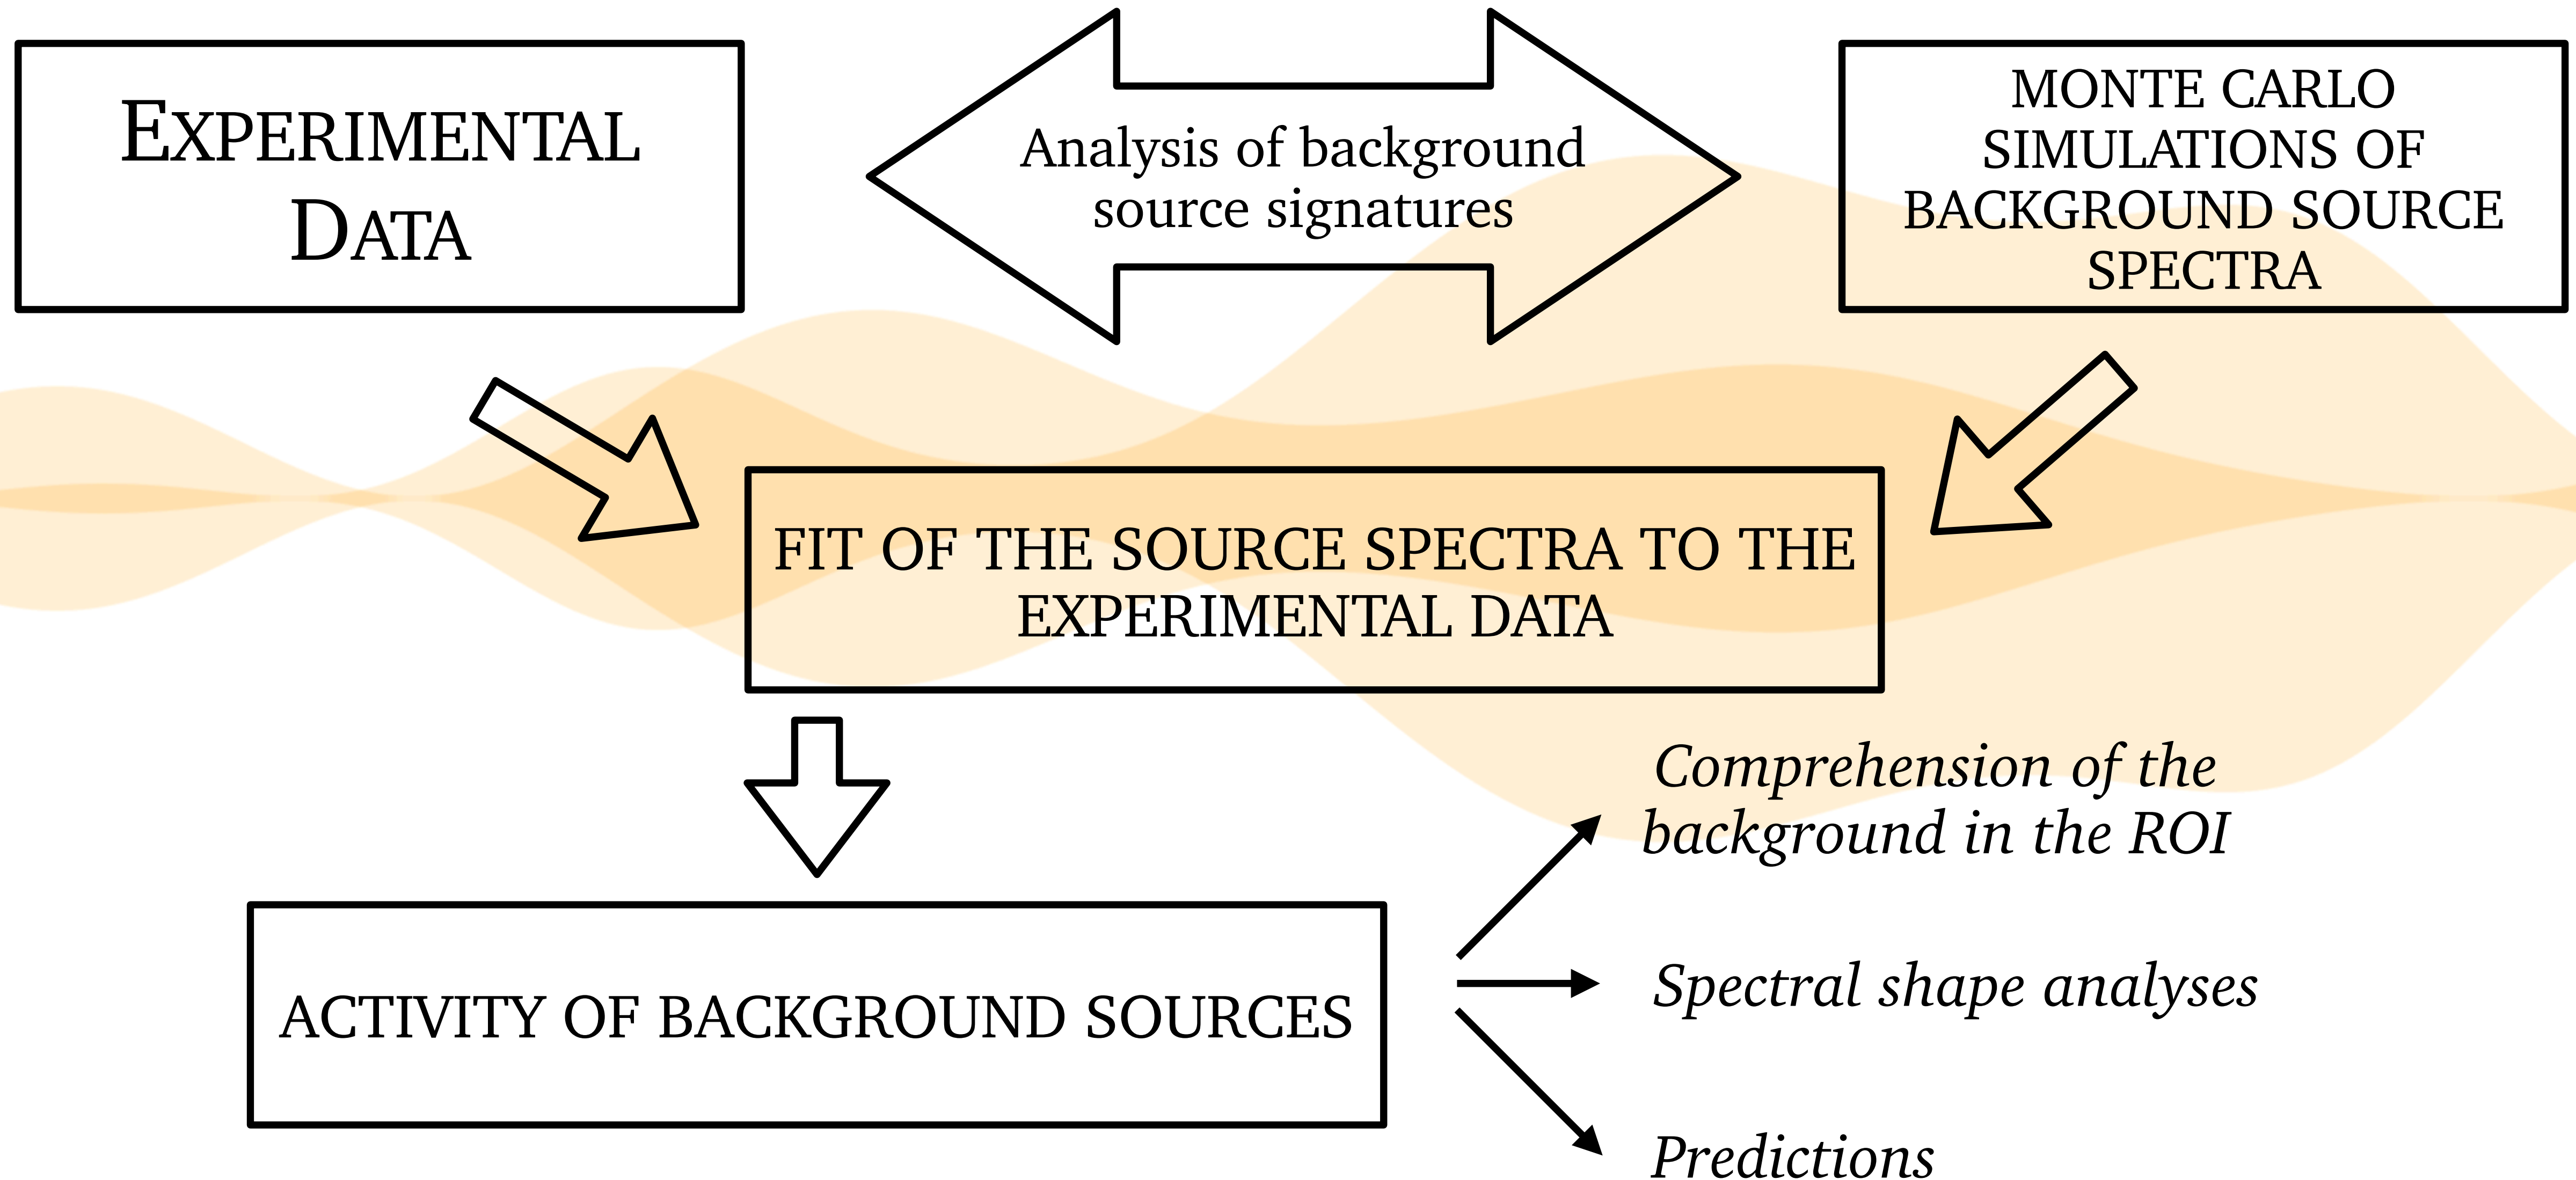 EXPERIMENTAL
DATA
Analysis of background
source signatures
MONTE CARLO
SIMULATIONS OF
BACKGROUND SOURCE
SPECTRA
FIT OF THE SOURCE SPECTRA TO THE
EXPERIMENTAL DATA
ACTIVITY OF BACKGROUND SOURCES
Comprehension of the
background in the ROI
Spectral shape analyses
Predictions